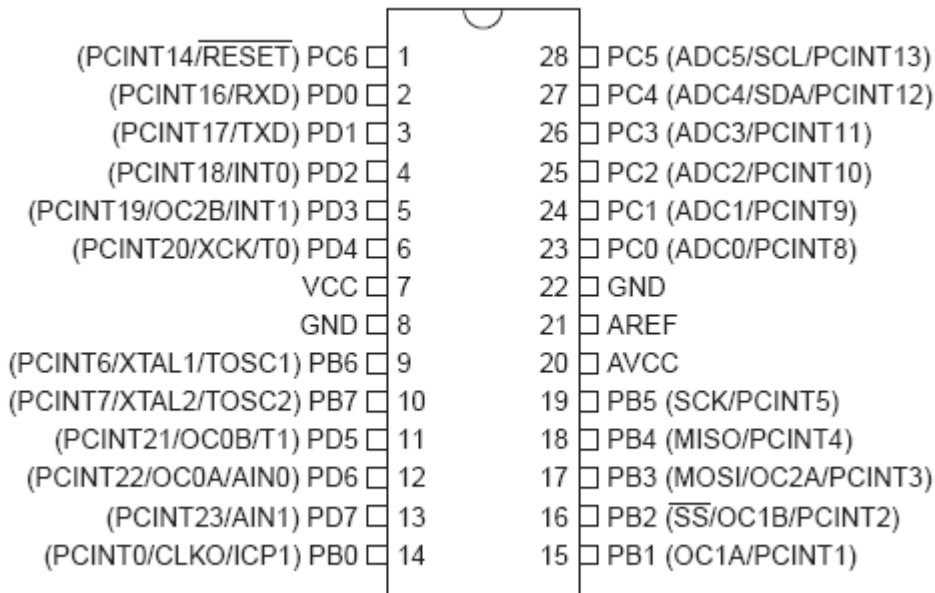 (PCINT14/RESET) PC6 1 28 PC5 (ADC5/SCL/PCINT13)
(PCINT16/RXD) PD0 2 27 PC4 (ADC4/SDA/PCINT12)
(PCINT17/TXD) PD1 3 26 PC3 (ADC3/PCINT11)
(PCINT18/INT0) PD2 4 25 PC2 (ADC2/PCINT10)
(PCINT19/OC2B/INT1) PD3 5 24 PC1 (ADC1/PCINT9)
(PCINT20/XCK/T0) PD4 6 23 PC0 (ADC0/PCINT8)
VCC 7 22 GND
GND 8 21 AREF
(PCINT6/XTAL1/TOSC1) PB6 9 20 AVCC
(PCINT7/XTAL2/TOSC2) PB7 10 19 PB5 (SCK/PCINT5)
(PCINT21/OC0B/T1) PD5 11 18 PB4 (MISO/PCINT4)
(PCINT22/OC0A/AIN0) PD6 12 17 PB3 (MOSI/OC2A/PCINT3)
(PCINT23/AIN1) PD7 13 16 PB2 (SS/OC1B/PCINT2)
(PCINT0/CLKO/ICP1) PB0 14 15 PB1 (OC1A/PCINT1)